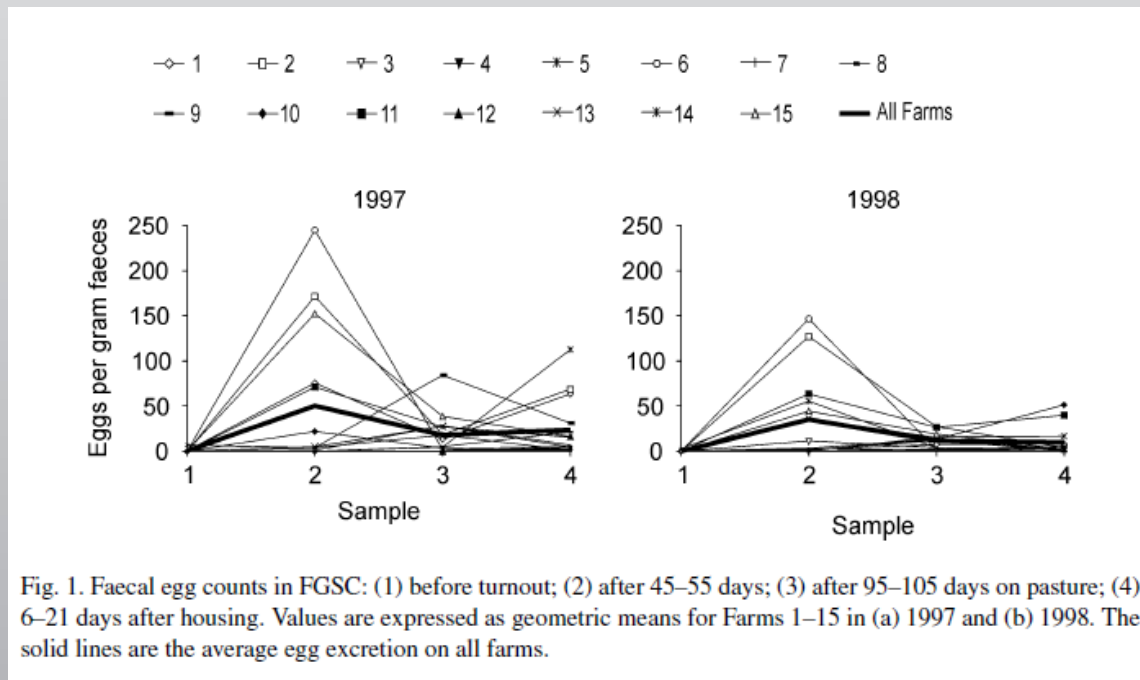 1 2 3 4 5 6 7 8
9 10 11 12 13 14 15 All Farms
1997
1998
Eggs per gram faeces
250
200
150
100
50
0
1 2 3 4
Sample
250
200
150
100
50
0
1 2 3 4
Sample
Fig. 1. Faecal egg counts in FGSC: (1) before turnout; (2) after 45–55 days; (3) after 95–105 days on pasture; (4)
6–21 days after housing. Values are expressed as geometric means for Farms 1–15 in (a) 1997 and (b) 1998. The
solid lines are the average egg excretion on all farms.